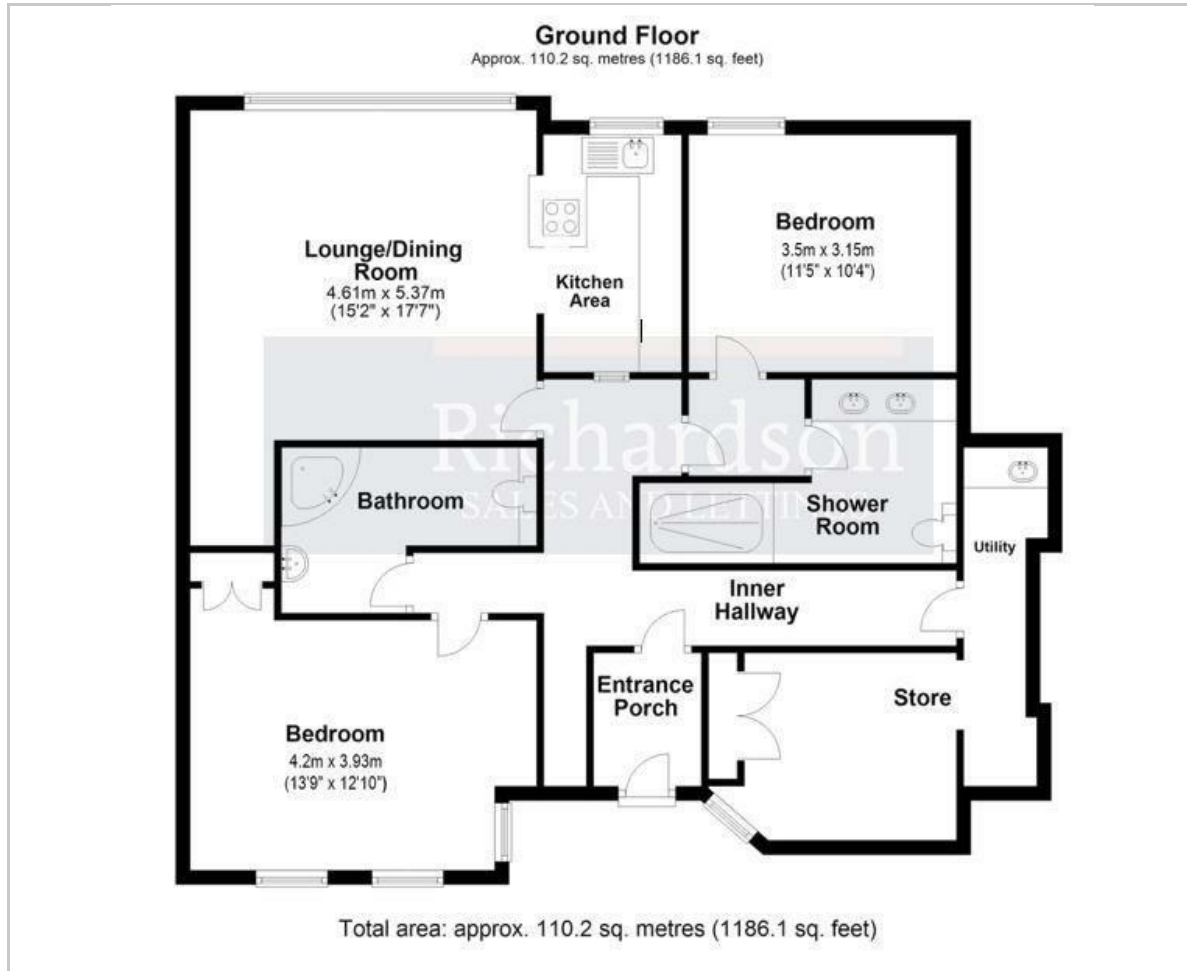 Ground Floor
Approx. 110.2 sq. metres (1186.1 sq. feet)
Lounge/Dining
Room
4.61m x 5.37m
(15'2" x 17'7")
Kitchen
Area
Bedroom
3.5m x 3.15m
(11'5" x 10'4")
Richardson
SALES AND LETTINGS
Bathroom
Shower
Room
Utility
Inner
Hallway
Entrance
Porch
Store
Bedroom
4.2m x 3.93m
(13'9" x 12'10")
Total area: approx. 110.2 sq. metres (1186.1 sq. feet)